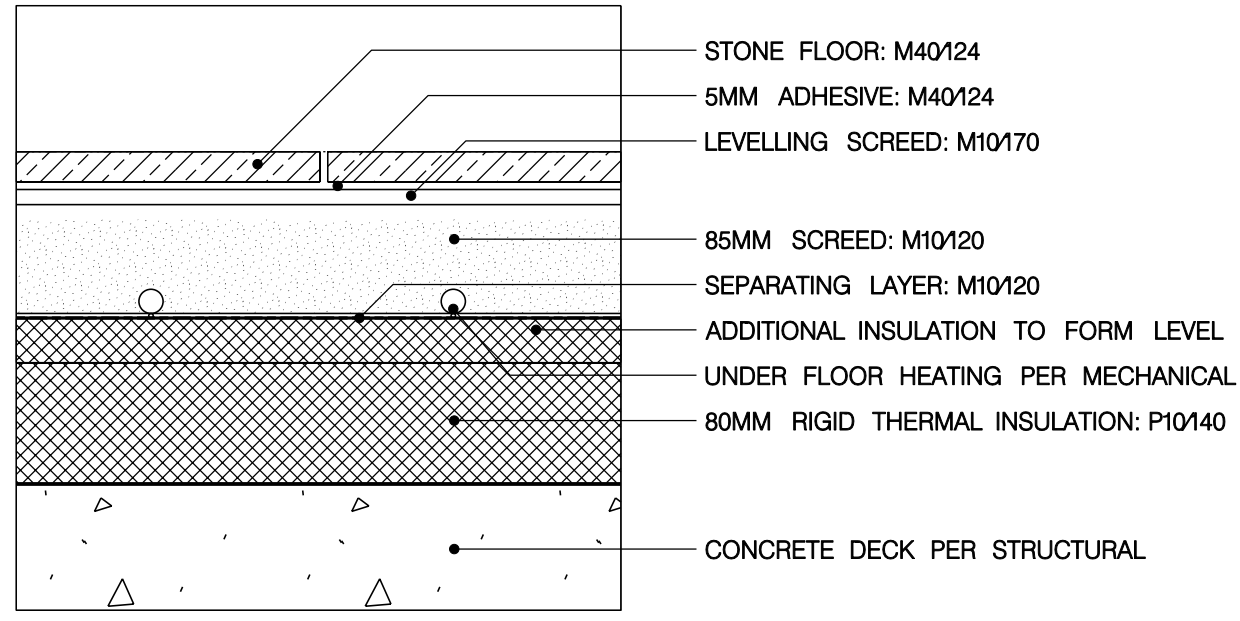 STONE FLOOR: M40/124
5MM ADHESIVE: M40/124
LEVELLING SCREED: M10/170
85MM SCREED: M10/120
SEPARATING LAYER: M10/120
ADDITIONAL INSULATION TO FORM LEVEL
UNDER FLOOR HEATING PER MECHANICAL
80MM RIGID THERMAL INSULATION: P10/140
CONCRETE DECK PER STRUCTURAL